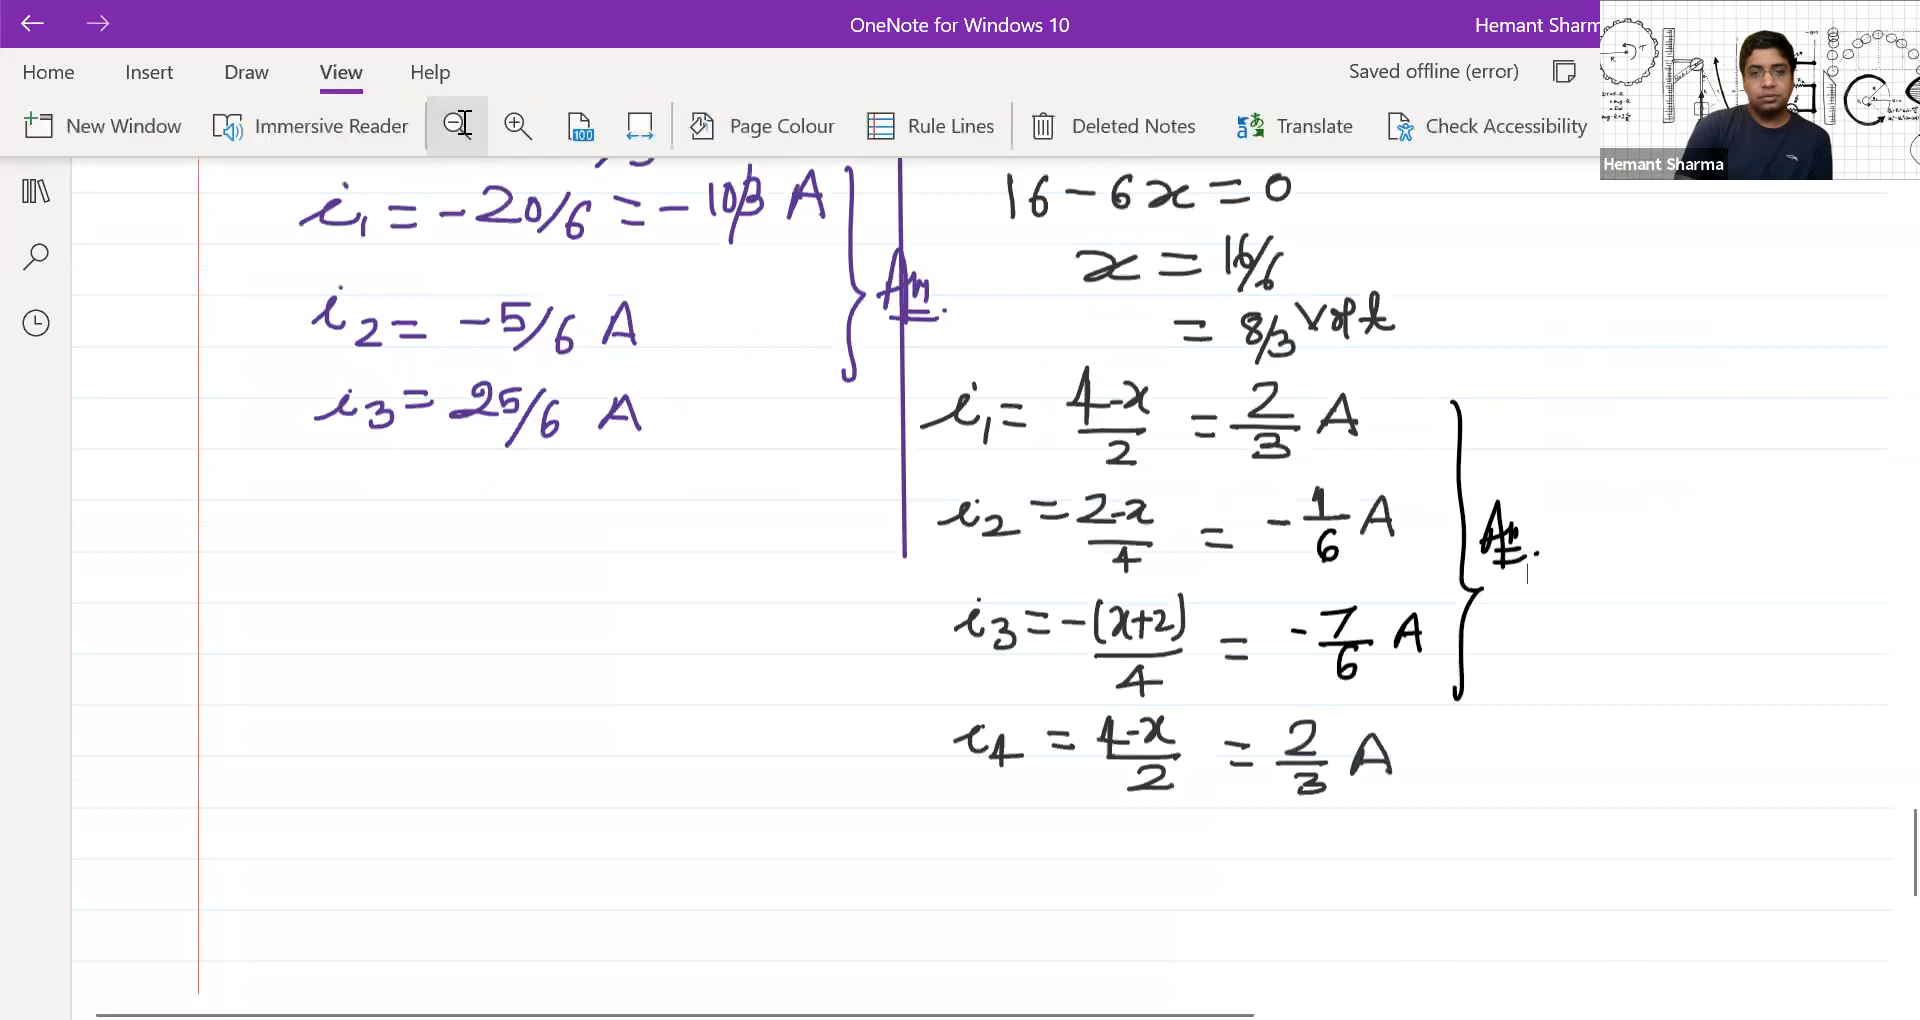 OneNote for Windows 10
Hemant Sharm
Home Insert Draw View Help
Saved offline (error)
New Window Immersive Reader 100 Page Colour Rule Lines Deleted Notes Translate Check Accessibility
Hemant Sharma
i₁ = -20/6 = -10/3 A
i₂ = -5/6 A
i₃ = 25/6 A
} Ans.
16 - 6x = 0
x = 16/6
= 8/3 Volt
i₁ = (4-x)/2 = 2/3 A
i₂ = (2-x)/4 = -1/6 A
i₃ = -(x+2)/4 = -7/6 A
i₄ = (4-x)/2 = 2/3 A
} Ans.